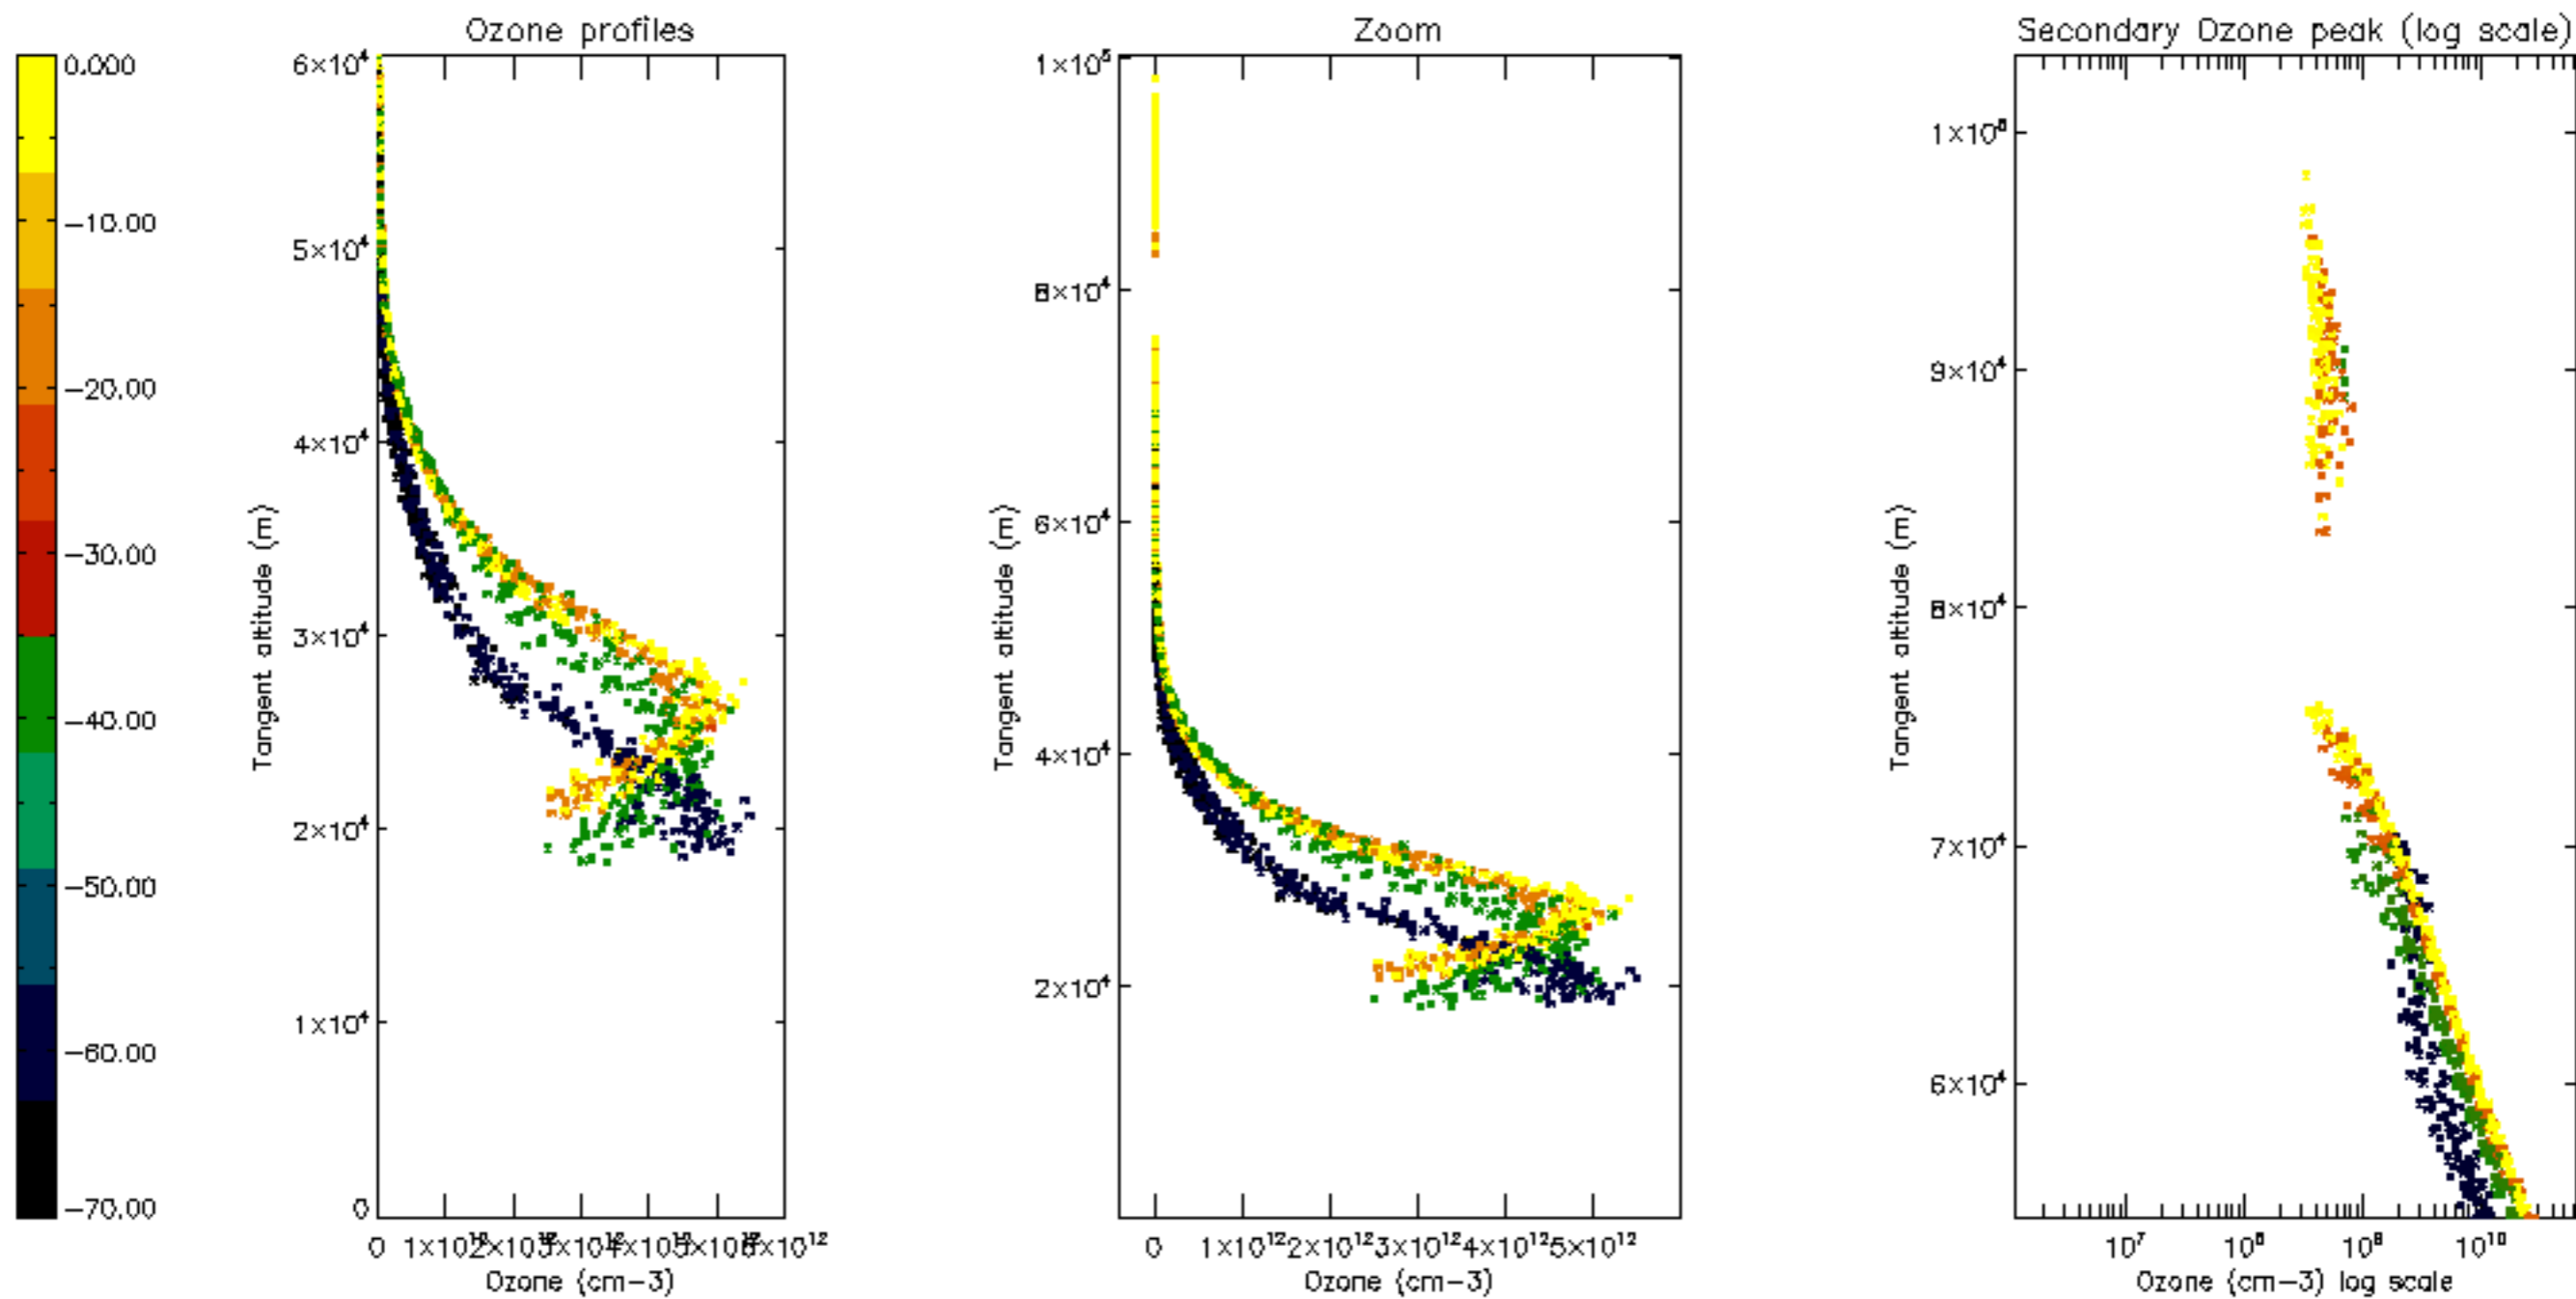 Ozone profiles
Zoom
Secondary Ozone peak (log scale)
0.000
-10.00
-20.00
-30.00
-40.00
-50.00
-60.00
-70.00
6×10⁴
5×10⁴
4×10⁴
3×10⁴
2×10⁴
1×10⁴
0
Tangent altitude (m)
0
Ozone (cm-3)
1×10⁵
8×10⁴
6×10⁴
4×10⁴
2×10⁴
Tangent altitude (m)
0 1×10¹² 2×10¹² 3×10¹² 4×10¹² 5×10¹²
Ozone (cm-3)
9×10⁴
8×10⁴
7×10⁴
6×10⁴
Tangent altitude (m)
10⁷ 10⁸ 10⁹ 10¹⁰
Ozone (cm-3) log scale